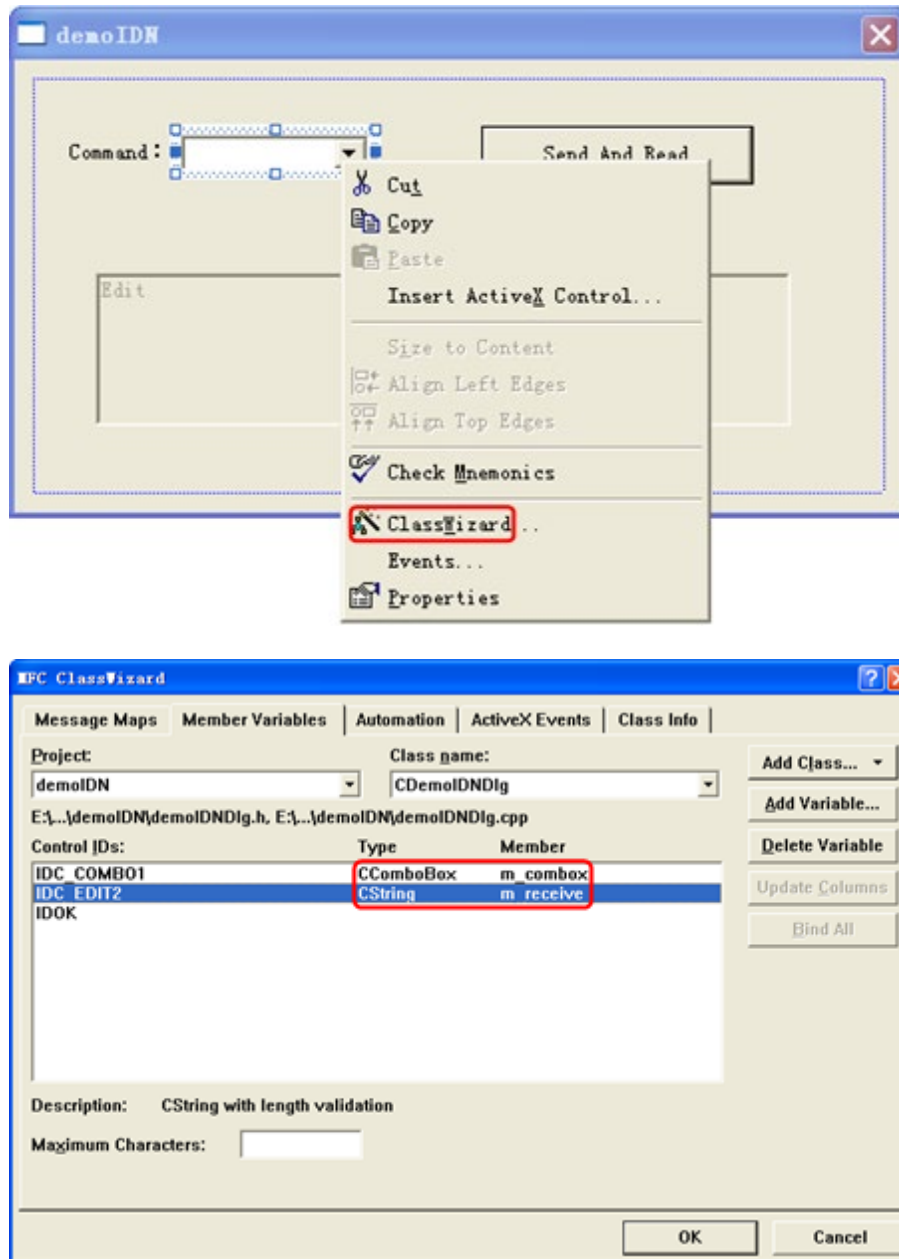 demoIDN
Command: Send And Read
Cut
Copy
Paste
Edit
Insert ActiveX Control...
Size to Content
Align Left Edges
Align Top Edges
Check Mnemonics
ClassWizard...
Events...
Properties
MFC ClassWizard
Message Maps Member Variables Automation ActiveX Events Class Info
Project: Class name:
demoIDN CDemoIDNDlg
Add Class...
E:\...\demoIDN\demoIDNDlg.h, E:\...\demoIDN\demoIDNDlg.cpp
Add Variable...
Control IDs: Type Member
Delete Variable
IDC_COMBO1 CComboBox m_combox
IDC_EDIT2 CString m_receive
Update Columns
IDOK
Bind All
Description: CString with length validation
Maximum Characters:
OK Cancel